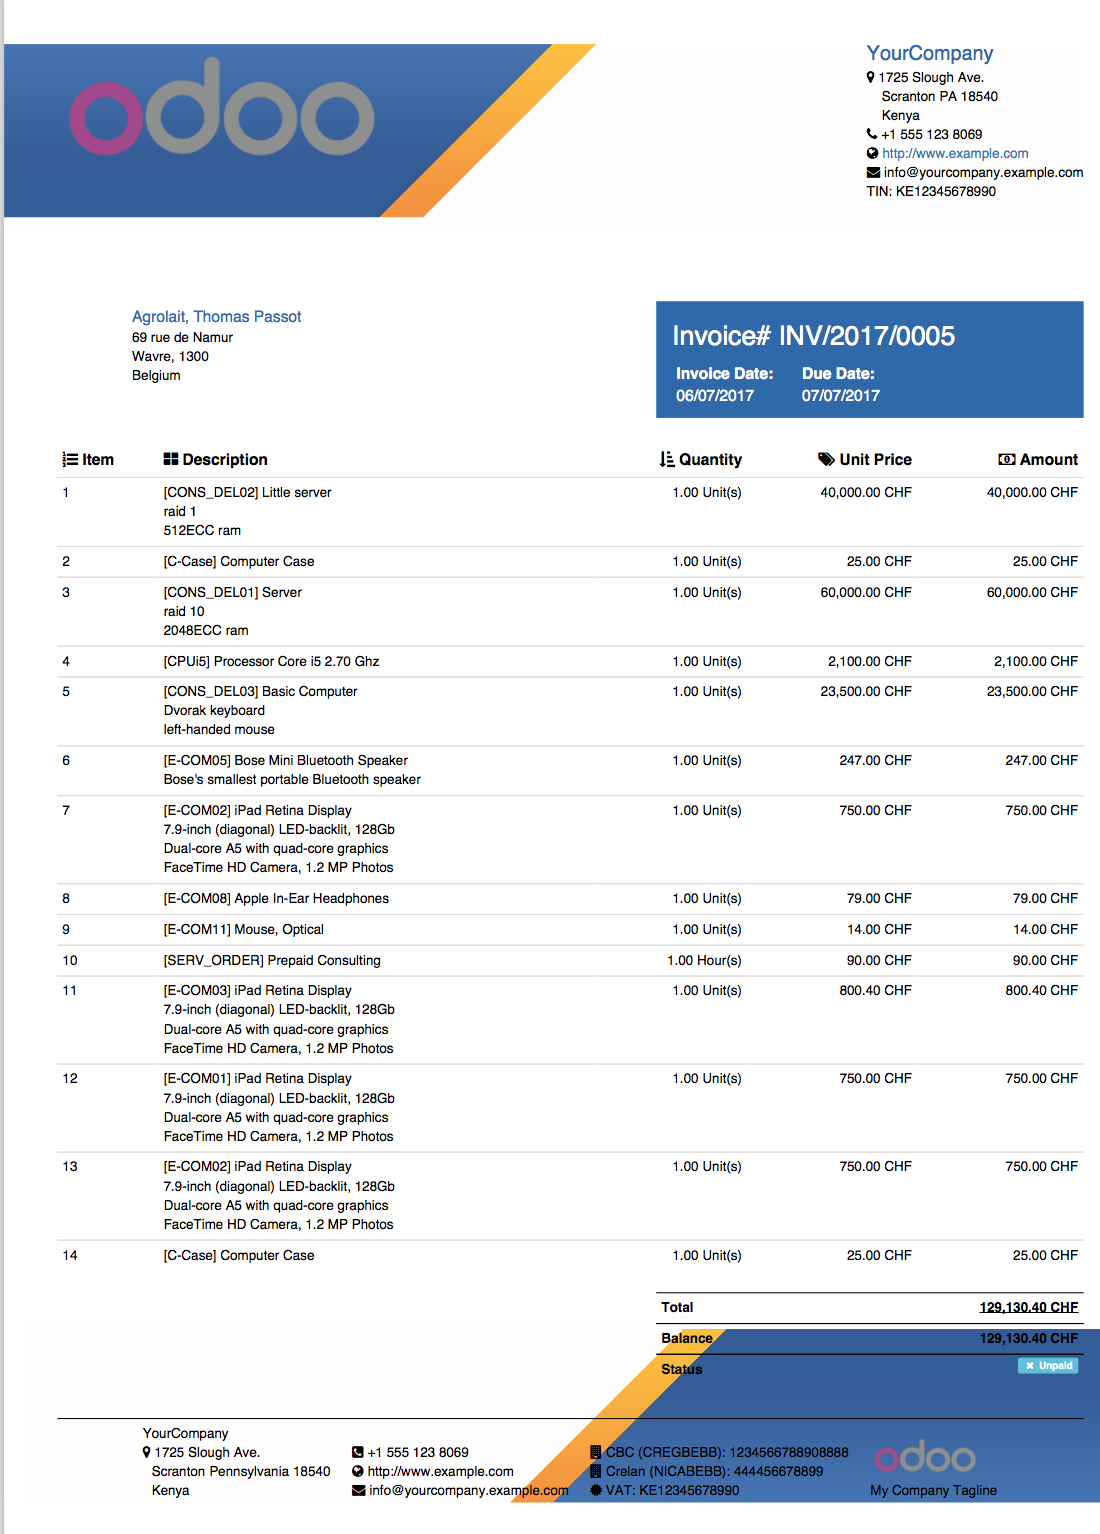 odoo
YourCompany
1725 Slough Ave.
Scranton PA 18540
Kenya
+1 555 123 8069
http://www.example.com
info@yourcompany.example.com
TIN: KE12345678990
Agrolait, Thomas Passot
69 rue de Namur
Wavre, 1300
Belgium
Invoice# INV/2017/0005
Invoice Date: Due Date:
06/07/2017 07/07/2017
Item Description Quantity Unit Price Amount
1 [CONS_DEL02] Little server 1.00 Unit(s) 40,000.00 CHF 40,000.00 CHF
raid 1
512ECC ram
2 [C-Case] Computer Case 1.00 Unit(s) 25.00 CHF 25.00 CHF
3 [CONS_DEL01] Server 1.00 Unit(s) 60,000.00 CHF 60,000.00 CHF
raid 10
2048ECC ram
4 [CPUi5] Processor Core i5 2.70 Ghz 1.00 Unit(s) 2,100.00 CHF 2,100.00 CHF
5 [CONS_DEL03] Basic Computer 1.00 Unit(s) 23,500.00 CHF 23,500.00 CHF
Dvorak keyboard
left-handed mouse
6 [E-COM05] Bose Mini Bluetooth Speaker 1.00 Unit(s) 247.00 CHF 247.00 CHF
Bose's smallest portable Bluetooth speaker
7 [E-COM02] iPad Retina Display 1.00 Unit(s) 750.00 CHF 750.00 CHF
7.9-inch (diagonal) LED-backlit, 128Gb
Dual-core A5 with quad-core graphics
FaceTime HD Camera, 1.2 MP Photos
8 [E-COM08] Apple In-Ear Headphones 1.00 Unit(s) 79.00 CHF 79.00 CHF
9 [E-COM11] Mouse, Optical 1.00 Unit(s) 14.00 CHF 14.00 CHF
10 [SERV_ORDER] Prepaid Consulting 1.00 Hour(s) 90.00 CHF 90.00 CHF
11 [E-COM03] iPad Retina Display 1.00 Unit(s) 800.40 CHF 800.40 CHF
7.9-inch (diagonal) LED-backlit, 128Gb
Dual-core A5 with quad-core graphics
FaceTime HD Camera, 1.2 MP Photos
12 [E-COM01] iPad Retina Display 1.00 Unit(s) 750.00 CHF 750.00 CHF
7.9-inch (diagonal) LED-backlit, 128Gb
Dual-core A5 with quad-core graphics
FaceTime HD Camera, 1.2 MP Photos
13 [E-COM02] iPad Retina Display 1.00 Unit(s) 750.00 CHF 750.00 CHF
7.9-inch (diagonal) LED-backlit, 128Gb
Dual-core A5 with quad-core graphics
FaceTime HD Camera, 1.2 MP Photos
14 [C-Case] Computer Case 1.00 Unit(s) 25.00 CHF 25.00 CHF
Total 129,130.40 CHF
Balance 129,130.40 CHF
Status Unpaid
YourCompany
1725 Slough Ave. +1 555 123 8069 CBC (CREGBEBB): 1234566788908888 odoo
Scranton Pennsylvania 18540 http://www.example.com Crelan (NICABEBB): 444456678899
Kenya info@yourcompany.example.com VAT: KE12345678990 My Company Tagline